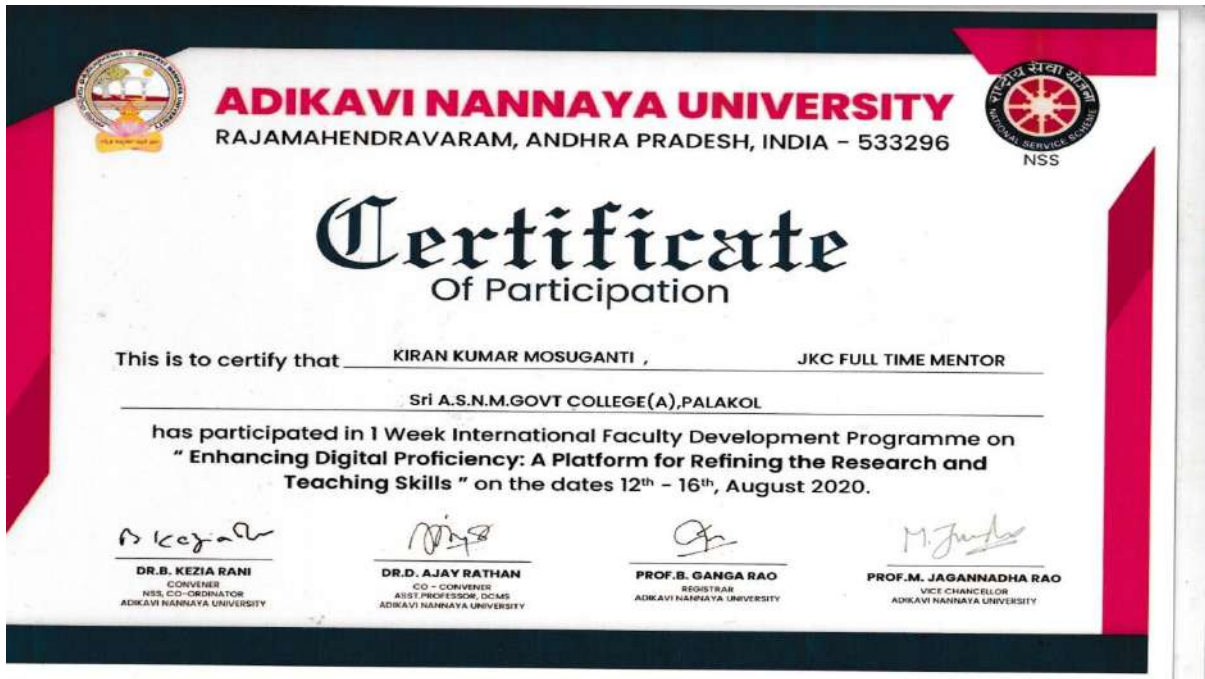 ADIKAVI NANNAYA UNIVERSITY
RAJAMAHENDRAVARAM, ANDHRA PRADESH, INDIA - 533296
राष्ट्रीय सेवा योजना
NATIONAL SERVICE SCHEME
NSS
Certificate
Of Participation
This is to certify that KIRAN KUMAR MOSUGANTI , JKC FULL TIME MENTOR
Sri A.S.N.M.GOVT COLLEGE(A),PALAKOL
has participated in 1 Week International Faculty Development Programme on
“ Enhancing Digital Proficiency: A Platform for Refining the Research and
Teaching Skills ” on the dates 12th - 16th, August 2020.
DR.B. KEZIA RANI
CONVENER
NSS, CO-ORDINATOR
ADIKAVI NANNAYA UNIVERSITY
DR.D. AJAY RATHAN
CO - CONVENER
ASST.PROFESSOR, DCMS
ADIKAVI NANNAYA UNIVERSITY
PROF.B. GANGA RAO
REGISTRAR
ADIKAVI NANNAYA UNIVERSITY
PROF.M. JAGANNADHA RAO
VICE CHANCELLOR
ADIKAVI NANNAYA UNIVERSITY